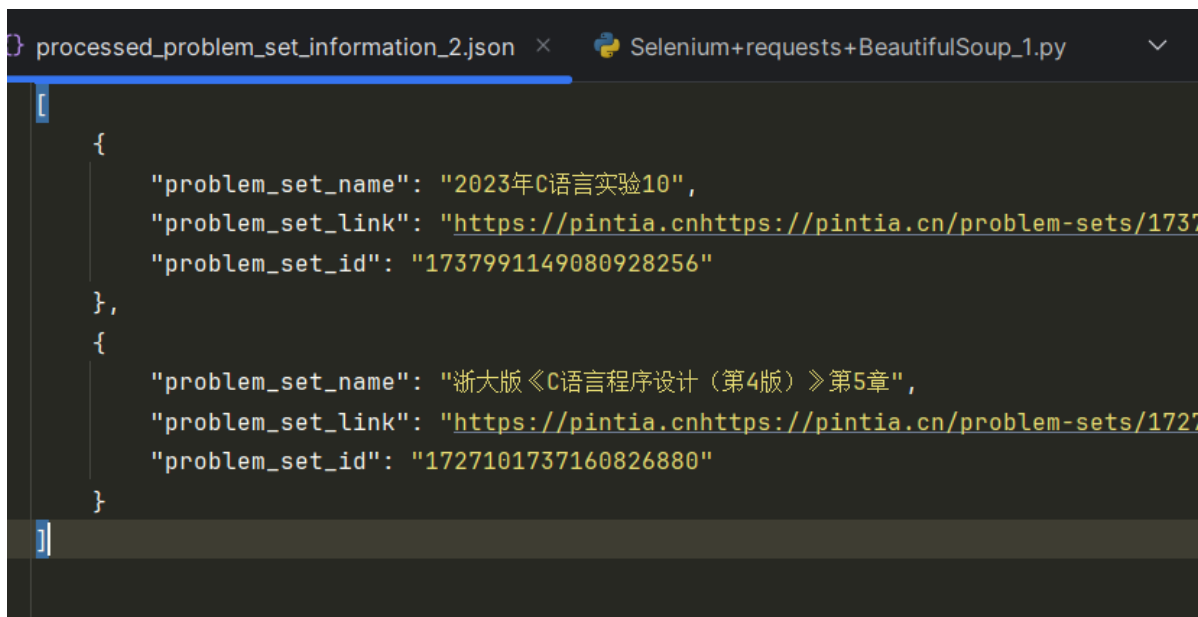 {} processed_problem_set_information_2.json × Selenium+requests+BeautifulSoup_1.py
[
{
"problem_set_name": "2023年C语言实验10",
"problem_set_link": "https://pintia.cnhttps://pintia.cn/problem-sets/1737
"problem_set_id": "1737991149080928256"
},
{
"problem_set_name": "浙大版《C语言程序设计（第4版）》第5章",
"problem_set_link": "https://pintia.cnhttps://pintia.cn/problem-sets/1727
"problem_set_id": "1727101737160826880"
}
]